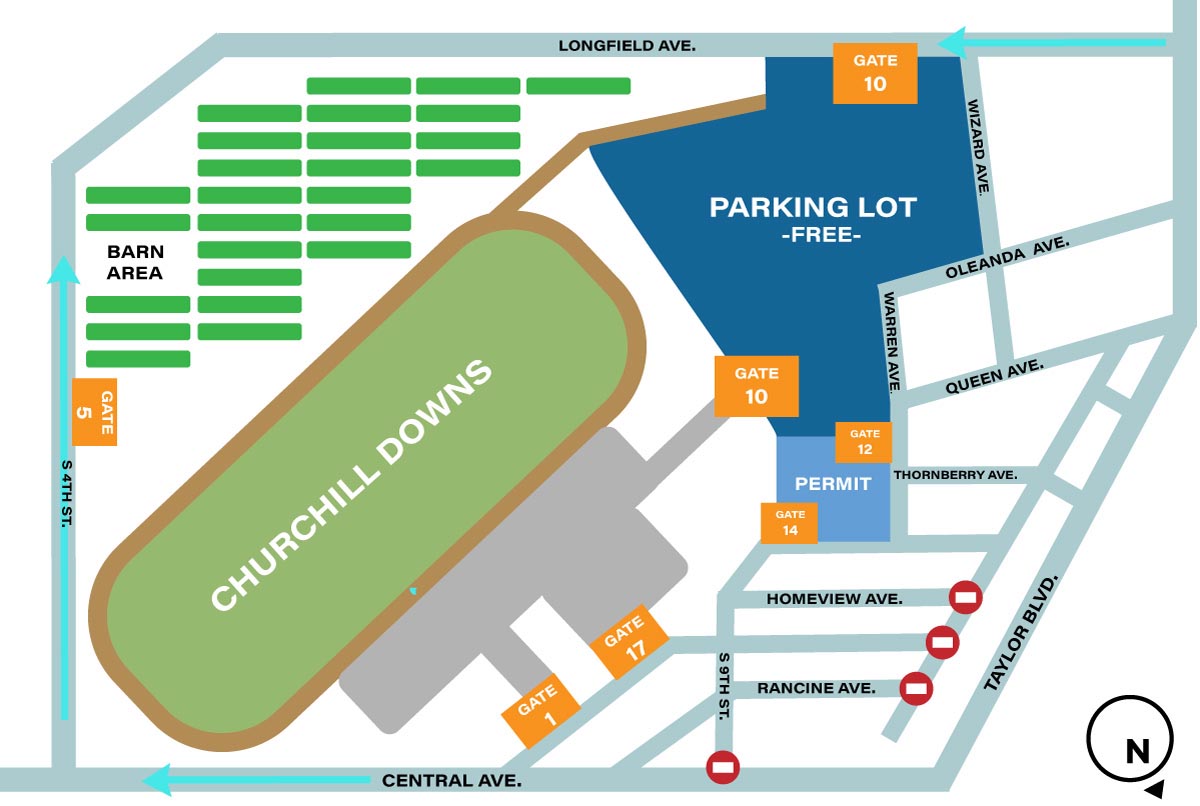 LONGFIELD AVE.
GATE
10
WIZARD AVE.
PARKING LOT
-FREE-
BARN
AREA
OLEANDA AVE.
WARREN AVE.
GATE
10
QUEEN AVE.
GATE
5
CHURCHILL DOWNS
GATE
12
S 4TH ST.
PERMIT
THORNBERRY AVE.
GATE
14
HOMEVIEW AVE.
GATE
17
TAYLOR BLVD.
S 9TH ST.
RANCINE AVE.
GATE
1
N
CENTRAL AVE.